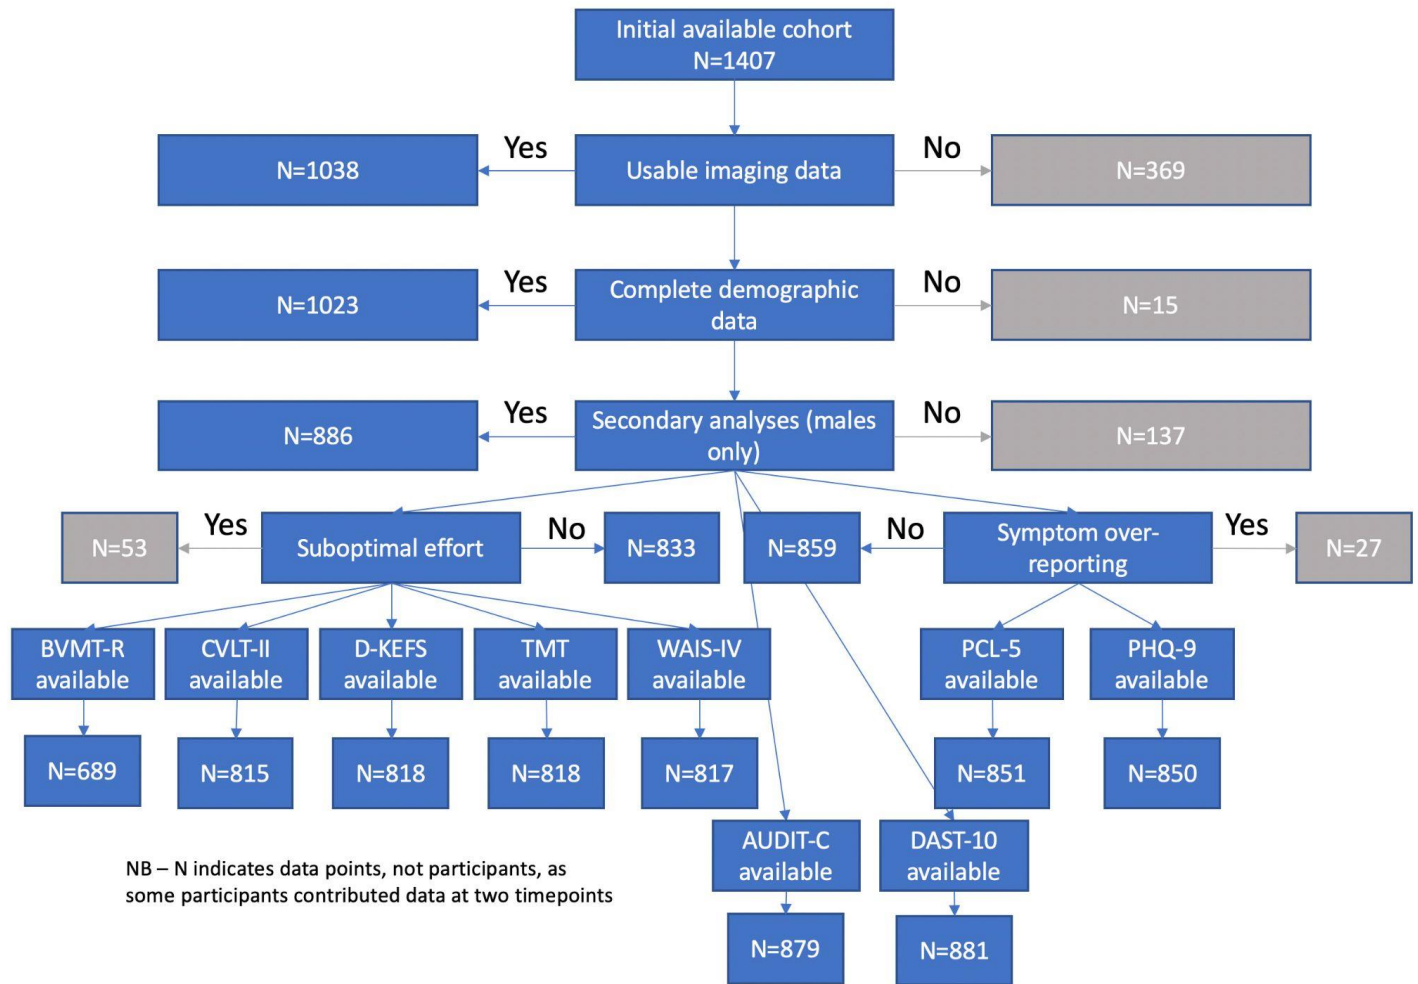 Initial available cohort
N=1407
Yes
No
N=1038
Usable imaging data
N=369
Yes
No
N=1023
Complete demographic
data
N=15
Yes
No
N=886
Secondary analyses (males
only)
N=137
Yes
No
No
Yes
N=53
Suboptimal effort
N=833
N=859
Symptom over-
reporting
N=27
BVMT-R
available
CVLT-II
available
D-KEFS
available
TMT
available
WAIS-IV
available
PCL-5
available
PHQ-9
available
N=689
N=815
N=818
N=818
N=817
N=851
N=850
AUDIT-C
available
DAST-10
available
NB – N indicates data points, not participants, as
some participants contributed data at two timepoints
N=879
N=881